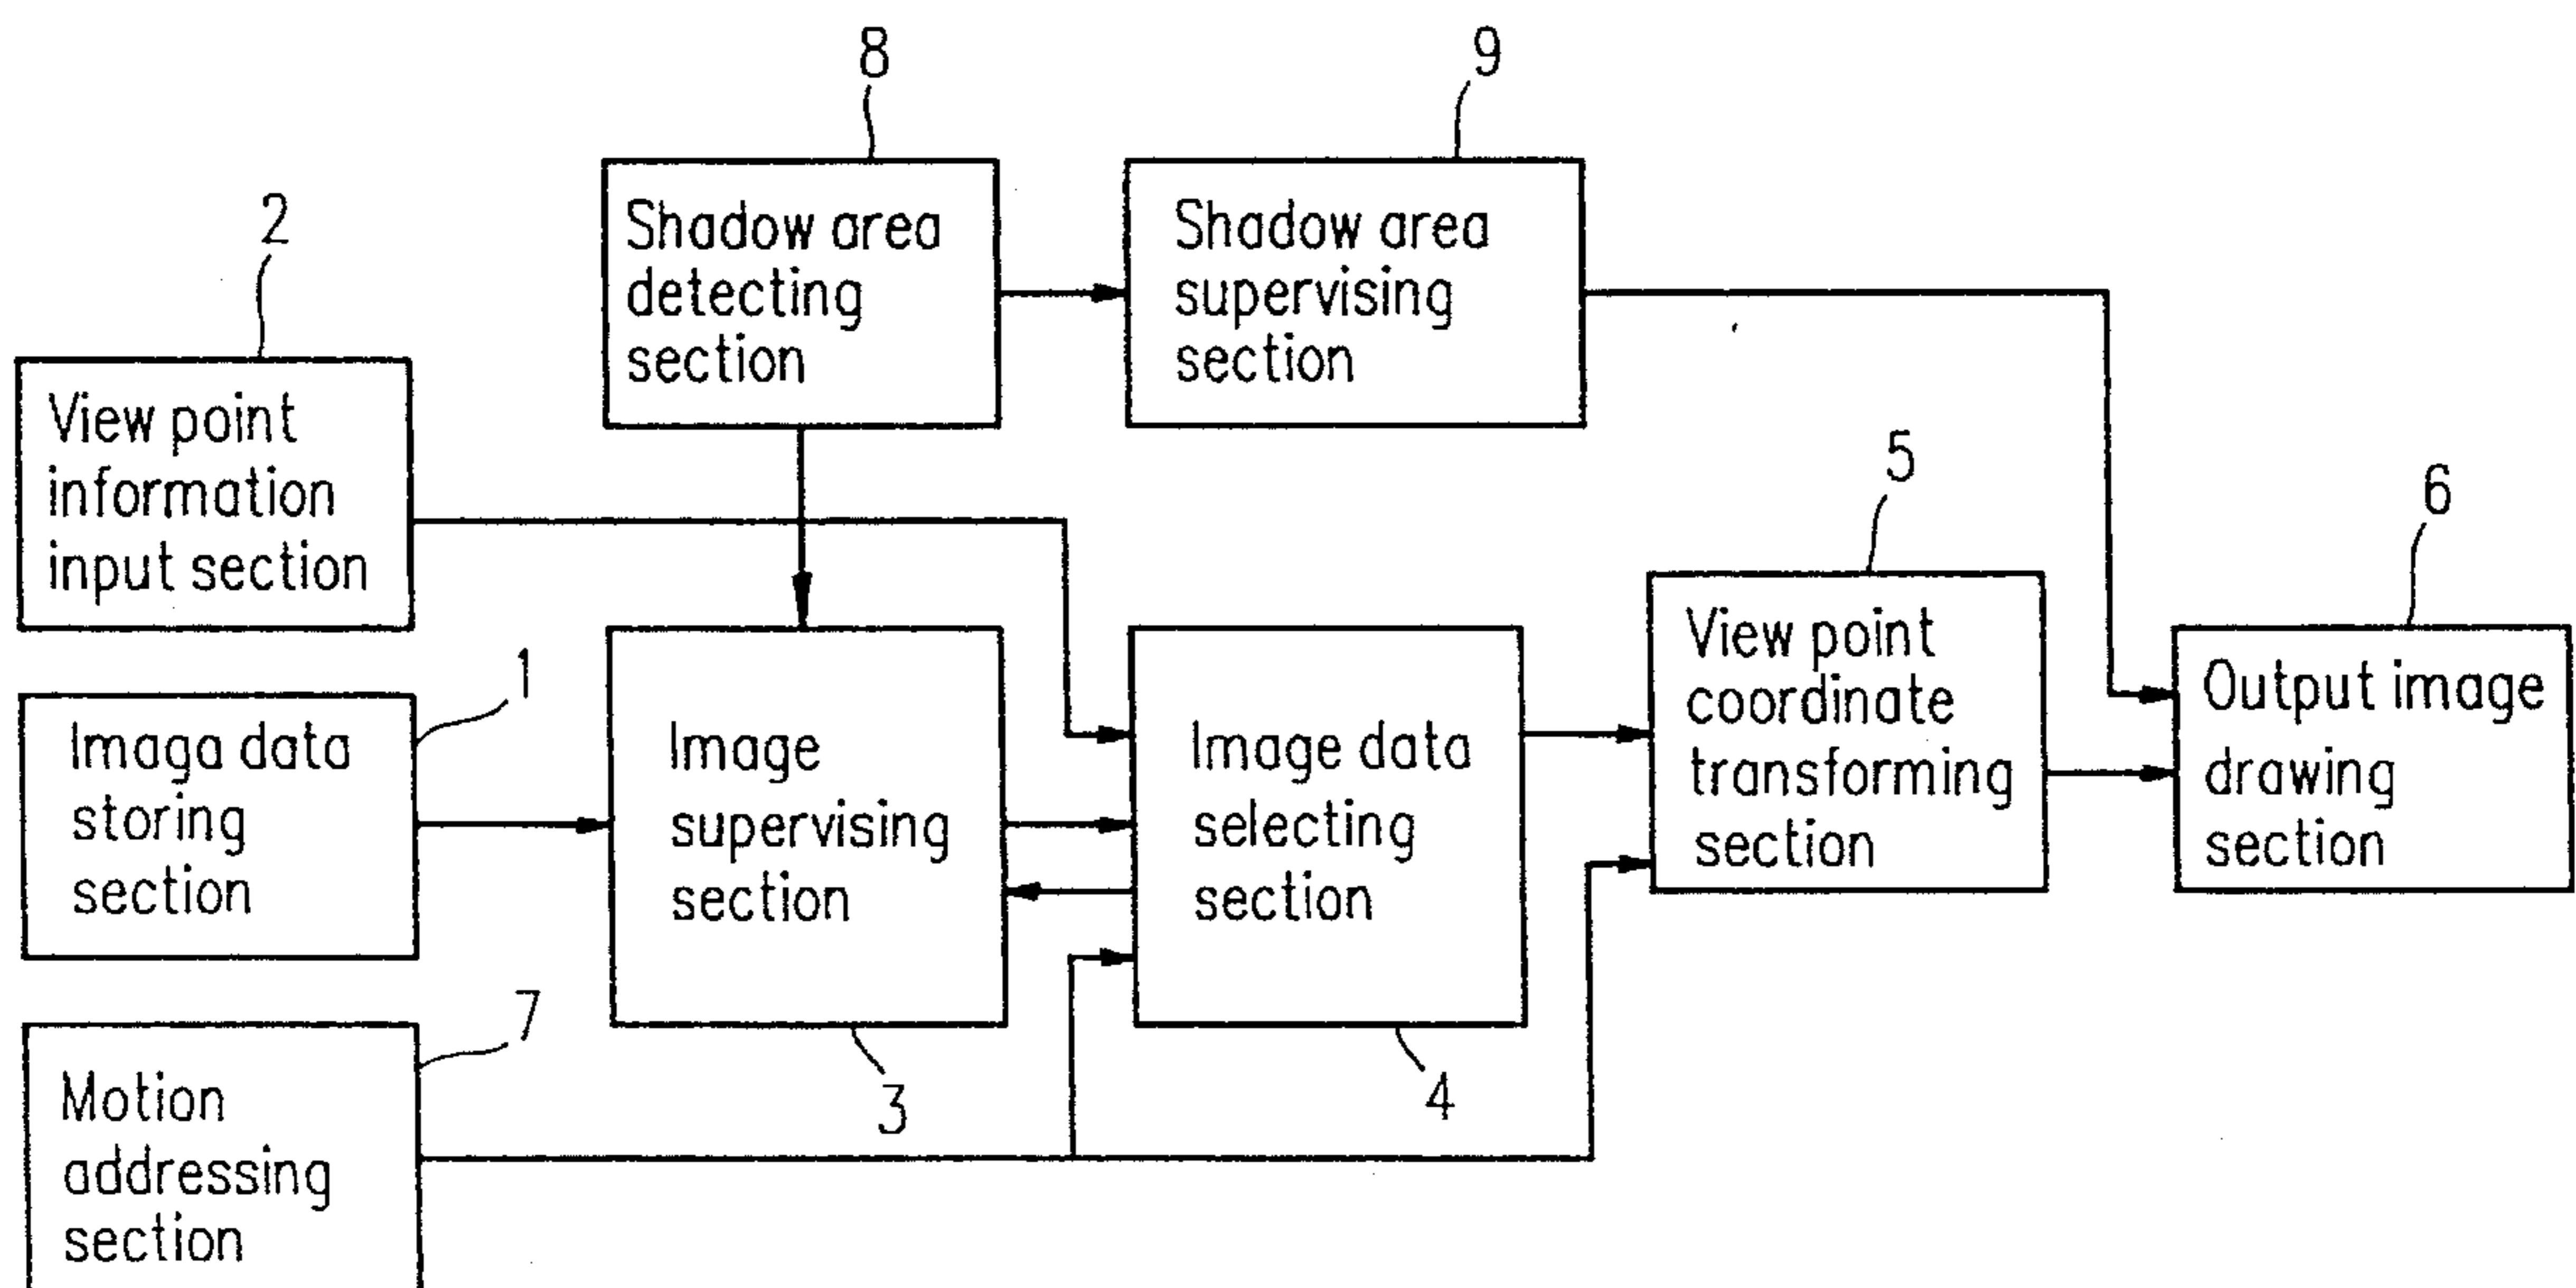 8
9
Shadow area
detecting
section
Shadow area
supervising
section
2
View point
information
input section
1
Imaga data
storing
section
7
Motion
addressing
section
Image
supervising
section
3
Image data
selecting
section
4
5
View point
coordinate
transforming
section
6
Output image
drawing
section